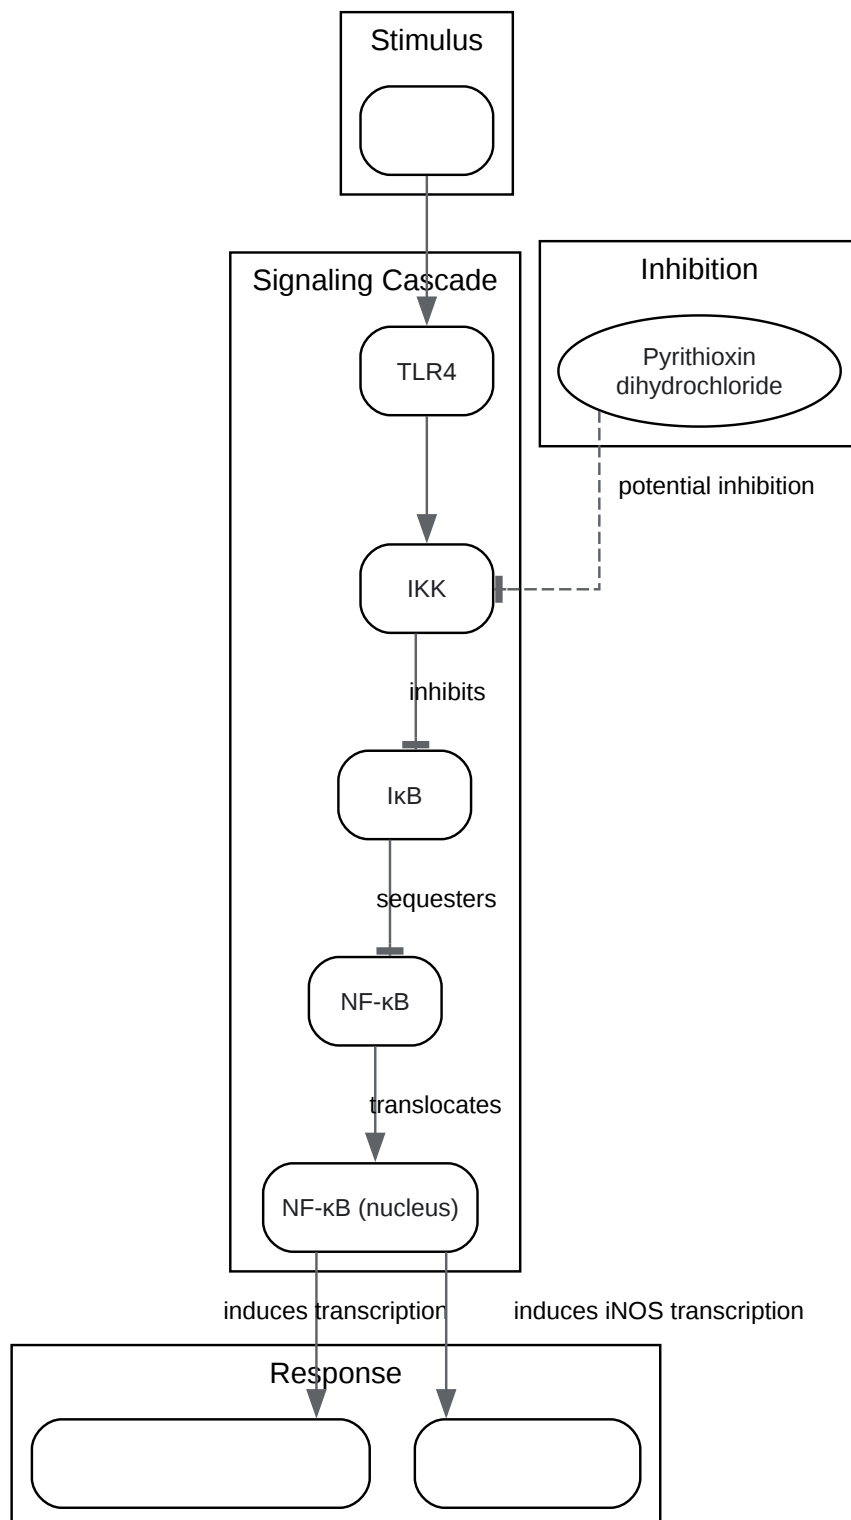 Stimulus
Signaling Cascade
Inhibition
TLR4
Pyrithioxin
dihydrochloride
potential inhibition
IKK
inhibits
IκB
sequesters
NF-κB
translocates
NF-κB (nucleus)
induces transcription
induces iNOS transcription
Response